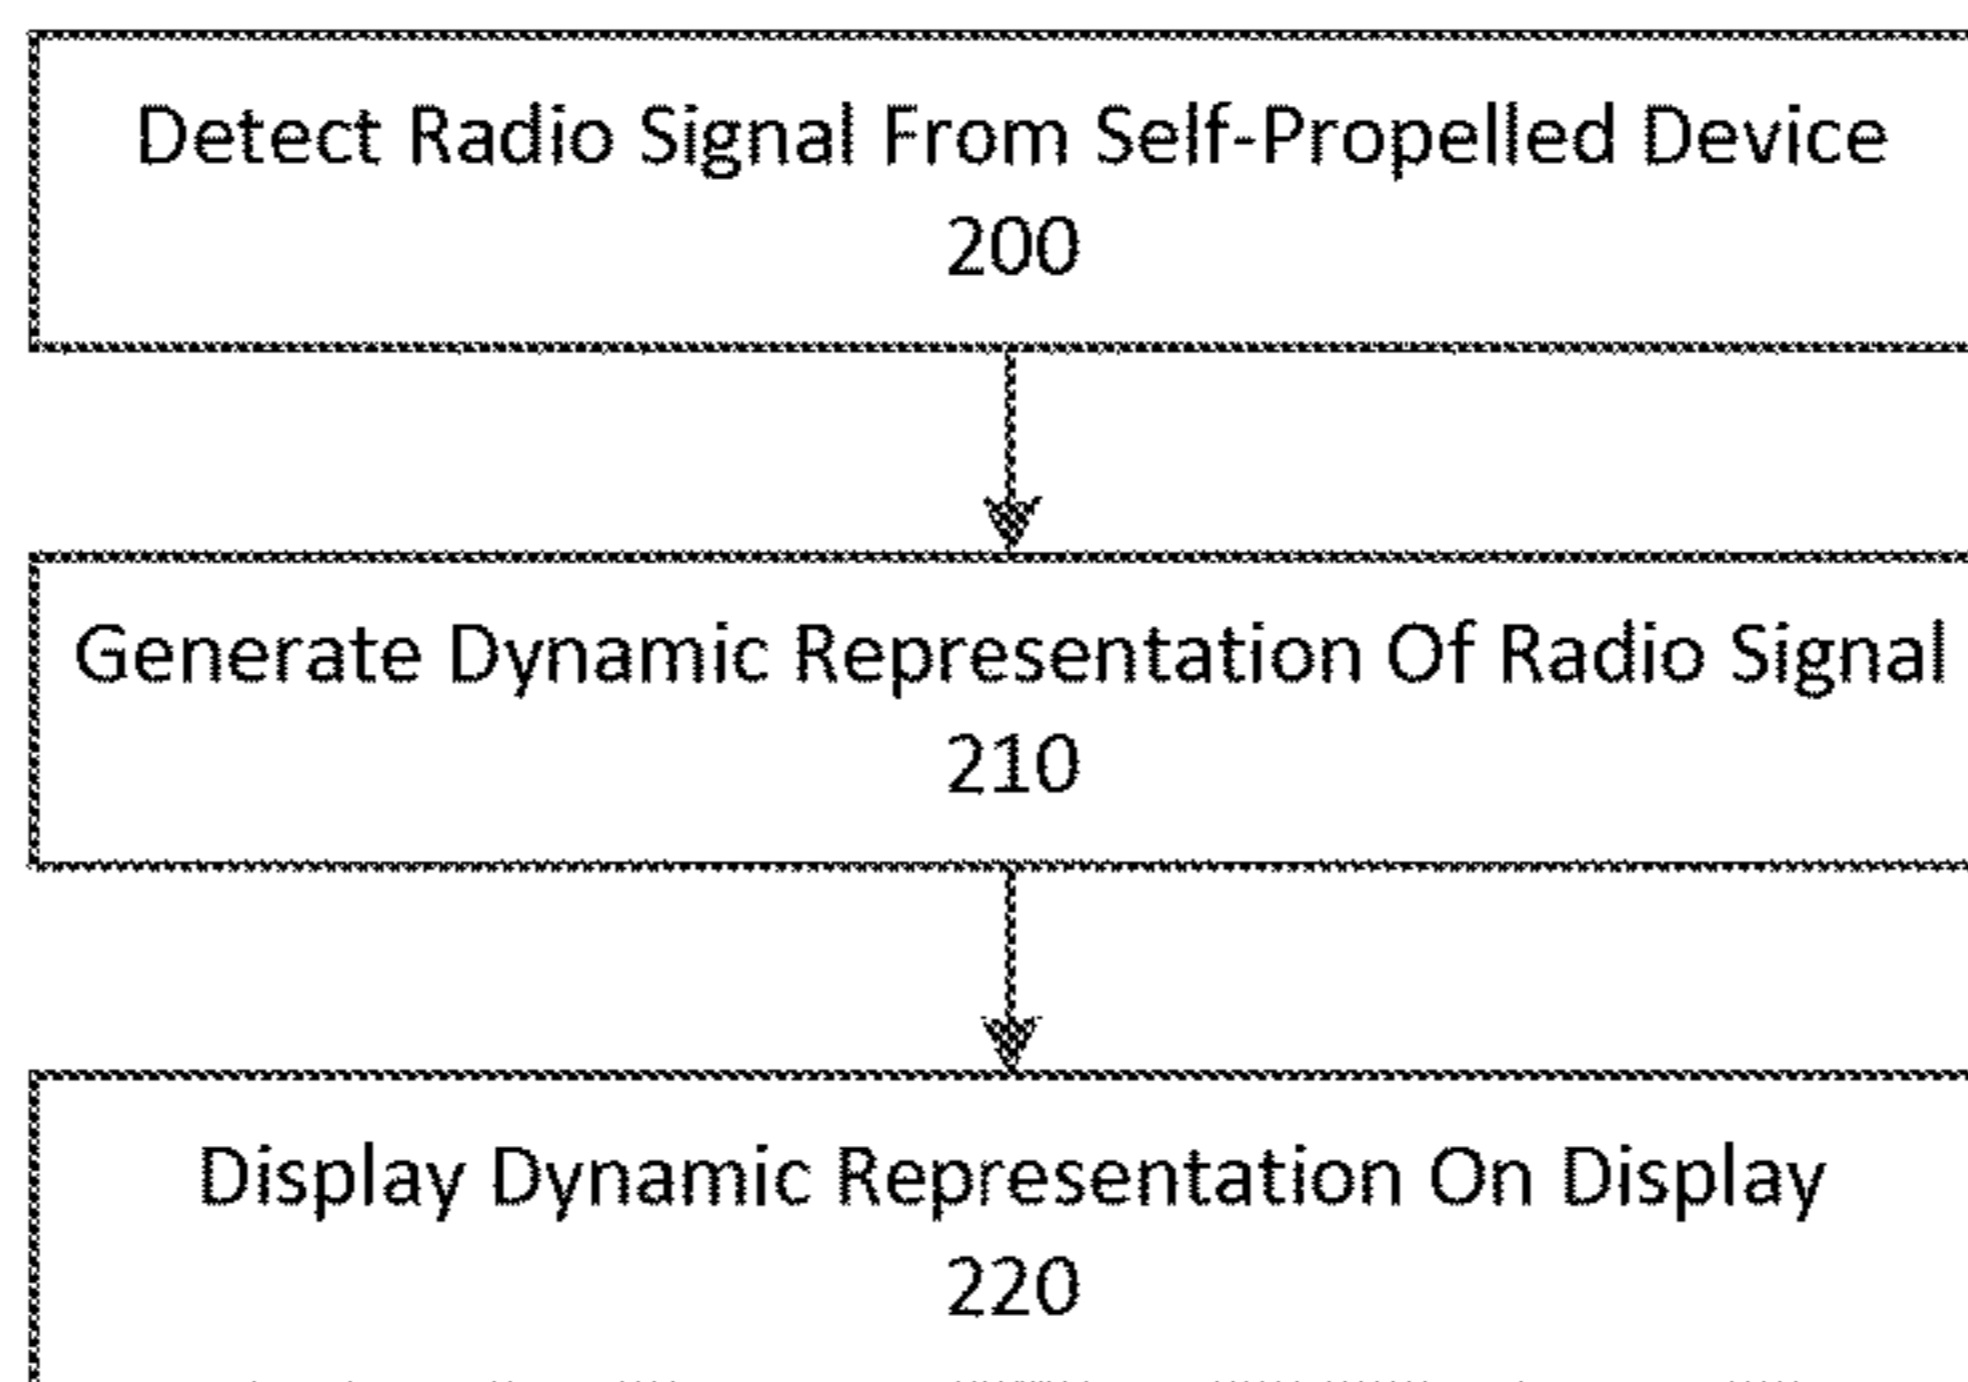 Detect Radio Signal From Self-Propelled Device
200
Generate Dynamic Representation Of Radio Signal
210
Display Dynamic Representation On Display
220